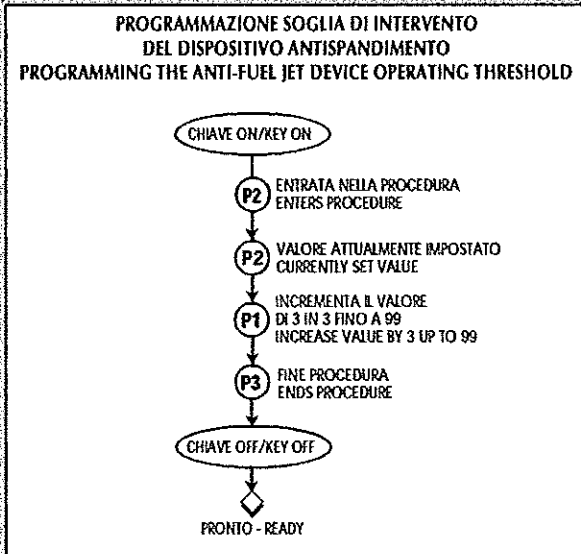 PROGRAMMAZIONE SOGLIA DI INTERVENTO
DEL DISPOSITIVO ANTISPANDIMENTO
PROGRAMMING THE ANTI-FUEL JET DEVICE OPERATING THRESHOLD
CHIAVE ON/KEY ON
P2 ENTRATA NELLA PROCEDURA
ENTERS PROCEDURE
P2 VALORE ATTUALMENTE IMPOSTATO
CURRENTLY SET VALUE
INCREMENTA IL VALORE
P1 DI 3 IN 3 FINO A 99
INCREASE VALUE BY 3 UP TO 99
P3 FINE PROCEDURA
ENDS PROCEDURE
CHIAVE OFF/KEY OFF
PRONTO - READY